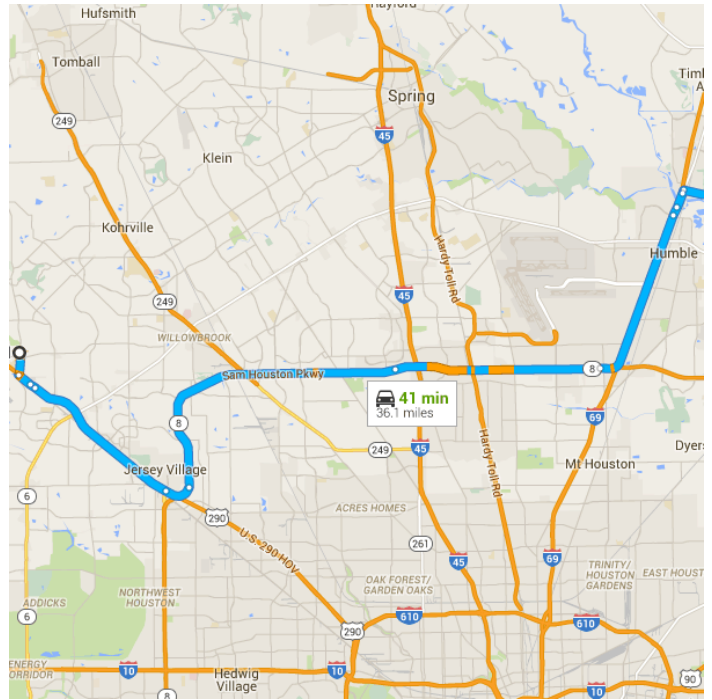 Hufsmith
Rayford
Tomball
Spring
249
45
Klein
Kohrville
Hardy Toll Rd
Humble
249
45
WILLOWBROOK
Sam Houston Pkwy
8
8
41 min
36.1 miles
69
Jersey Village
249
45
Hardy Toll Rd
Mt Houston
Dyers
6
290
ACRES HOMES
U.S. 290 HOV
261
69
45
OAK FOREST/
GARDEN OAKS
TRINITY/
HOUSTON
GARDENS
EAST HOUST
ADDICKS
NORTHWEST
HOUSTON
6
290
610
610
ENERGY
CORRIDOR
10
Hedwig
Village
10
10
90
8